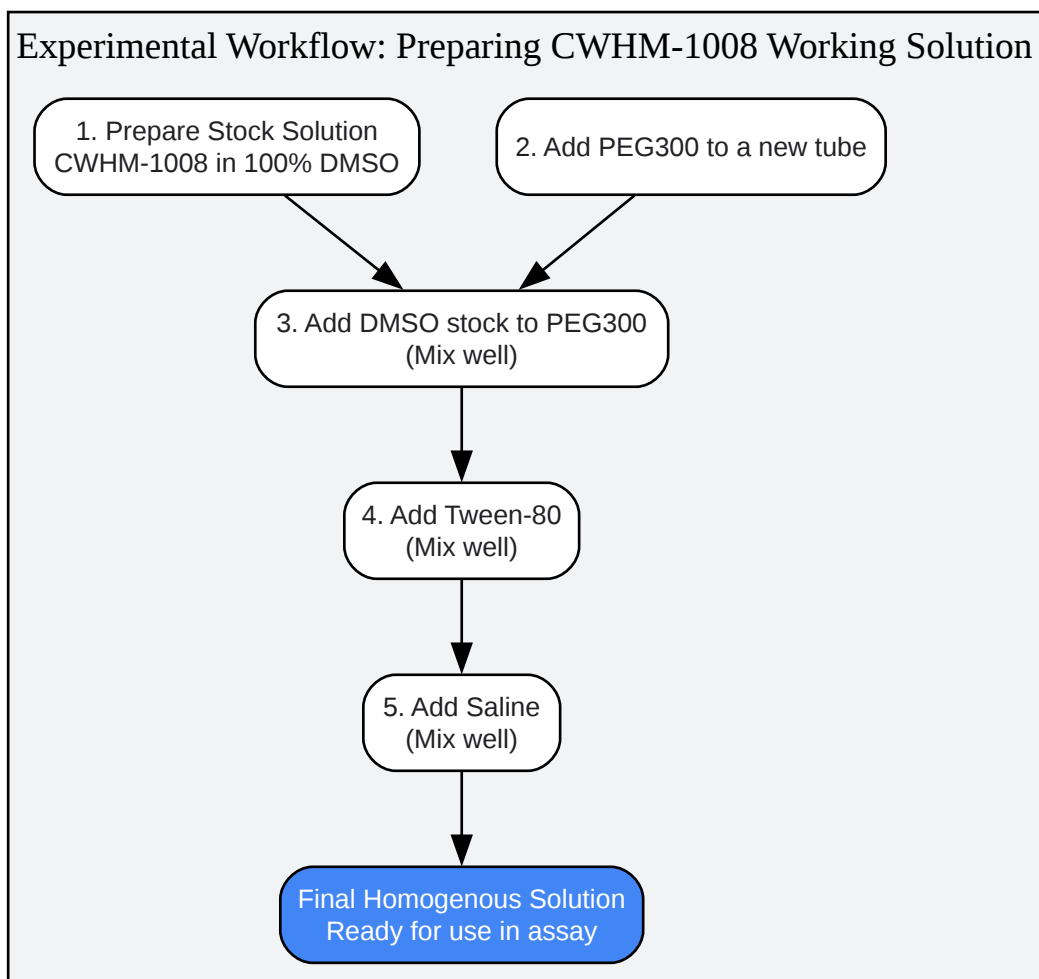 Experimental Workflow: Preparing CWHM-1008 Working Solution
1. Prepare Stock Solution
CWHM-1008 in 100% DMSO
2. Add PEG300 to a new tube
3. Add DMSO stock to PEG300
(Mix well)
4. Add Tween-80
(Mix well)
5. Add Saline
(Mix well)
Final Homogenous Solution
Ready for use in assay